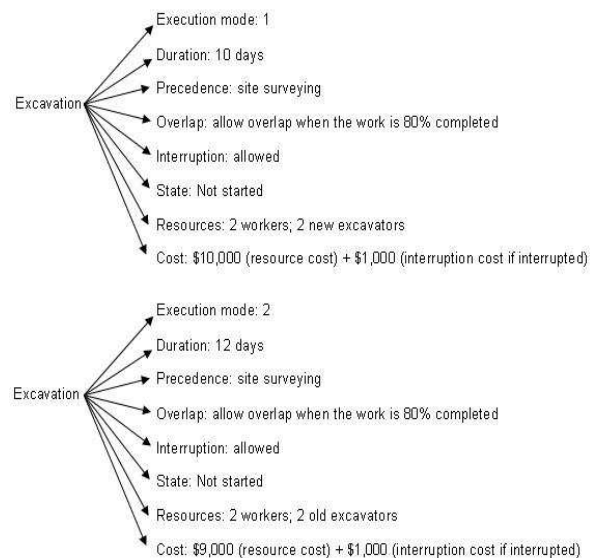 Execution mode: 1
Duration: 10 days
Precedence: site surveying
Excavation
Overlap: allow overlap when the work is 80% completed
Interruption: allowed
State: Not started
Resources: 2 workers; 2 new excavators
Cost: $10,000 (resource cost) + $1,000 (interruption cost if interrupted)
Execution mode: 2
Duration: 12 days
Precedence: site surveying
Excavation
Overlap: allow overlap when the work is 80% completed
Interruption: allowed
State: Not started
Resources: 2 workers; 2 old excavators
Cost: $9,000 (resource cost) + $1,000 (interruption cost if interrupted)